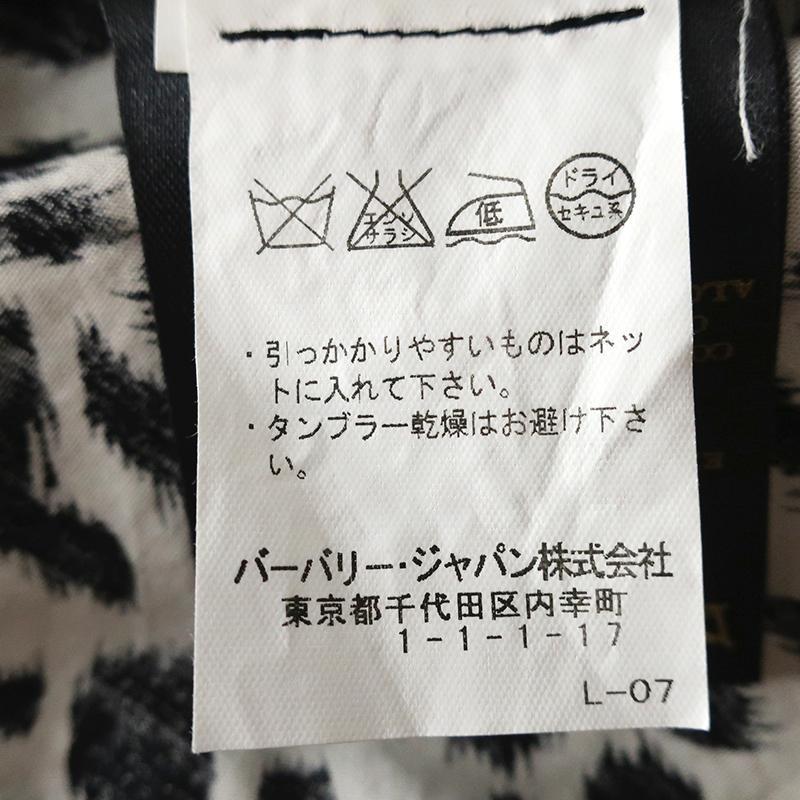 エンソ
サラシ
低
ドライ
セキユ系
・引っかかりやすいものはネッ
トに入れて下さい。
・タンブラー乾燥はお避け下さ
い。
バーバリー・ジャパン株式会社
東京都千代田区内幸町
1-1-1-17
L-07